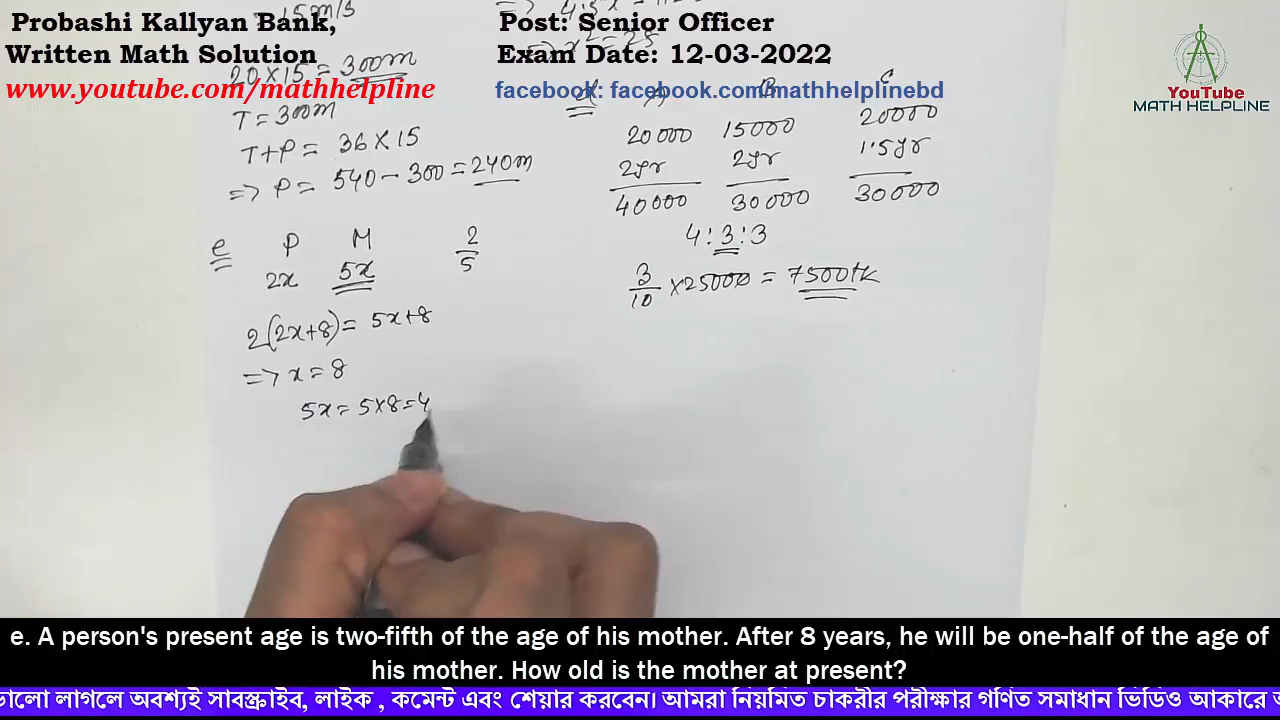 Probashi Kallyan Bank,
Written Math Solution
www.youtube.com/mathhelpline
Post: Senior Officer
Exam Date: 12-03-2022
facebook: facebook.com/mathhelplinebd
YouTube
MATH HELPLINE
20×15 = 300m
T = 300m
T+P = 36×15
=> P = 540 - 300 = 240m
e P M 2/5
2x 5x
2(2x+8) = 5x+8
=> x = 8
5x = 5×8=4
A B C
20000 15000 20000
2yr 2yr 1.5yr
40000 30000 30000
4:3:3
3/10 ×25000 = 7500tk
e. A person's present age is two-fifth of the age of his mother. After 8 years, he will be one-half of the age of
his mother. How old is the mother at present?
ভালো লাগলে অবশ্যই সাবস্ক্রাইব, লাইক , কমেন্ট এবং শেয়ার করবেন। আমরা নিয়মিত চাকরীর পরীক্ষার গণিত সমাধান ভিডিও আকারে